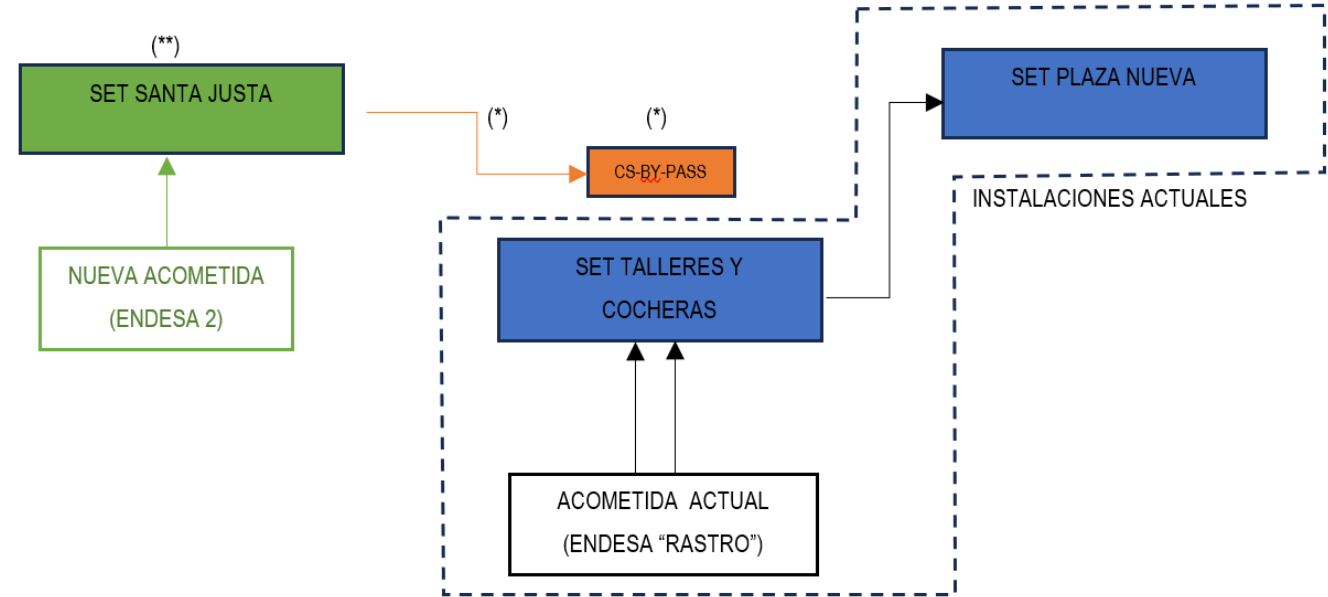 (**)
SET SANTA JUSTA
SET PLAZA NUEVA
(*)
(*)
CS-BY-PASS
INSTALACIONES ACTUALES
NUEVA ACOMETIDA
(ENDESA 2)
SET TALLERES Y
COCHERAS
ACOMETIDA ACTUAL
(ENDESA “RASTRO”)